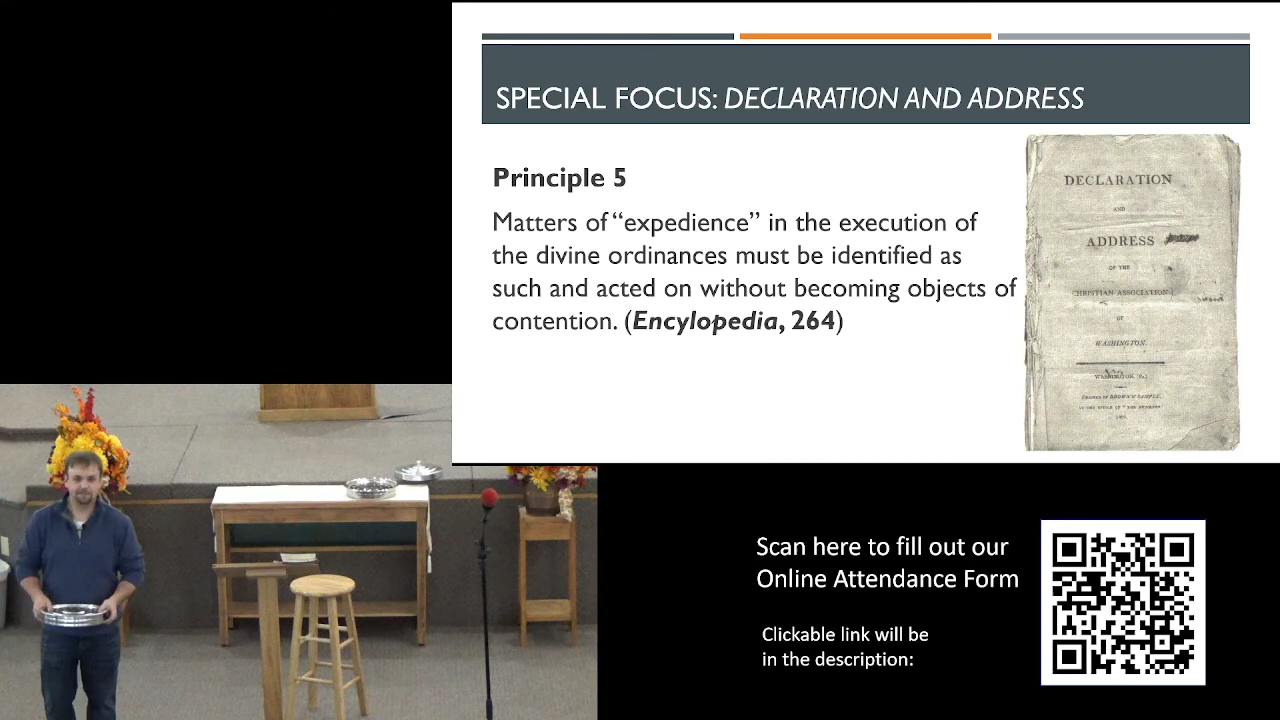 SPECIAL FOCUS: DECLARATION AND ADDRESS
Principle 5
Matters of “expedience” in the execution of
the divine ordinances must be identified as
such and acted on without becoming objects of
contention. (Encylopedia, 264)
DECLARATION
AND
ADDRESS
OF THE
CHRISTIAN ASSOCIATION
OF
WASHINGTON.
Scan here to fill out our
Online Attendance Form
Clickable link will be
in the description: